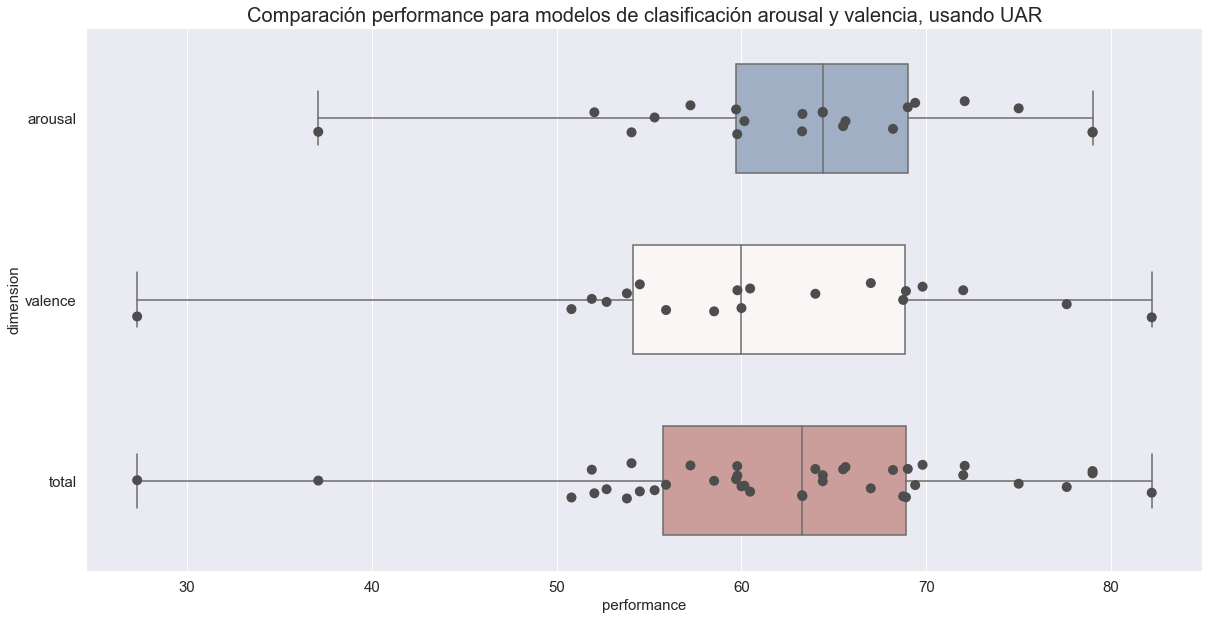 Comparación performance para modelos de clasificación arousal y valencia, usando UAR
arousal
valence
total
dimension
30 40 50 60 70 80
performance